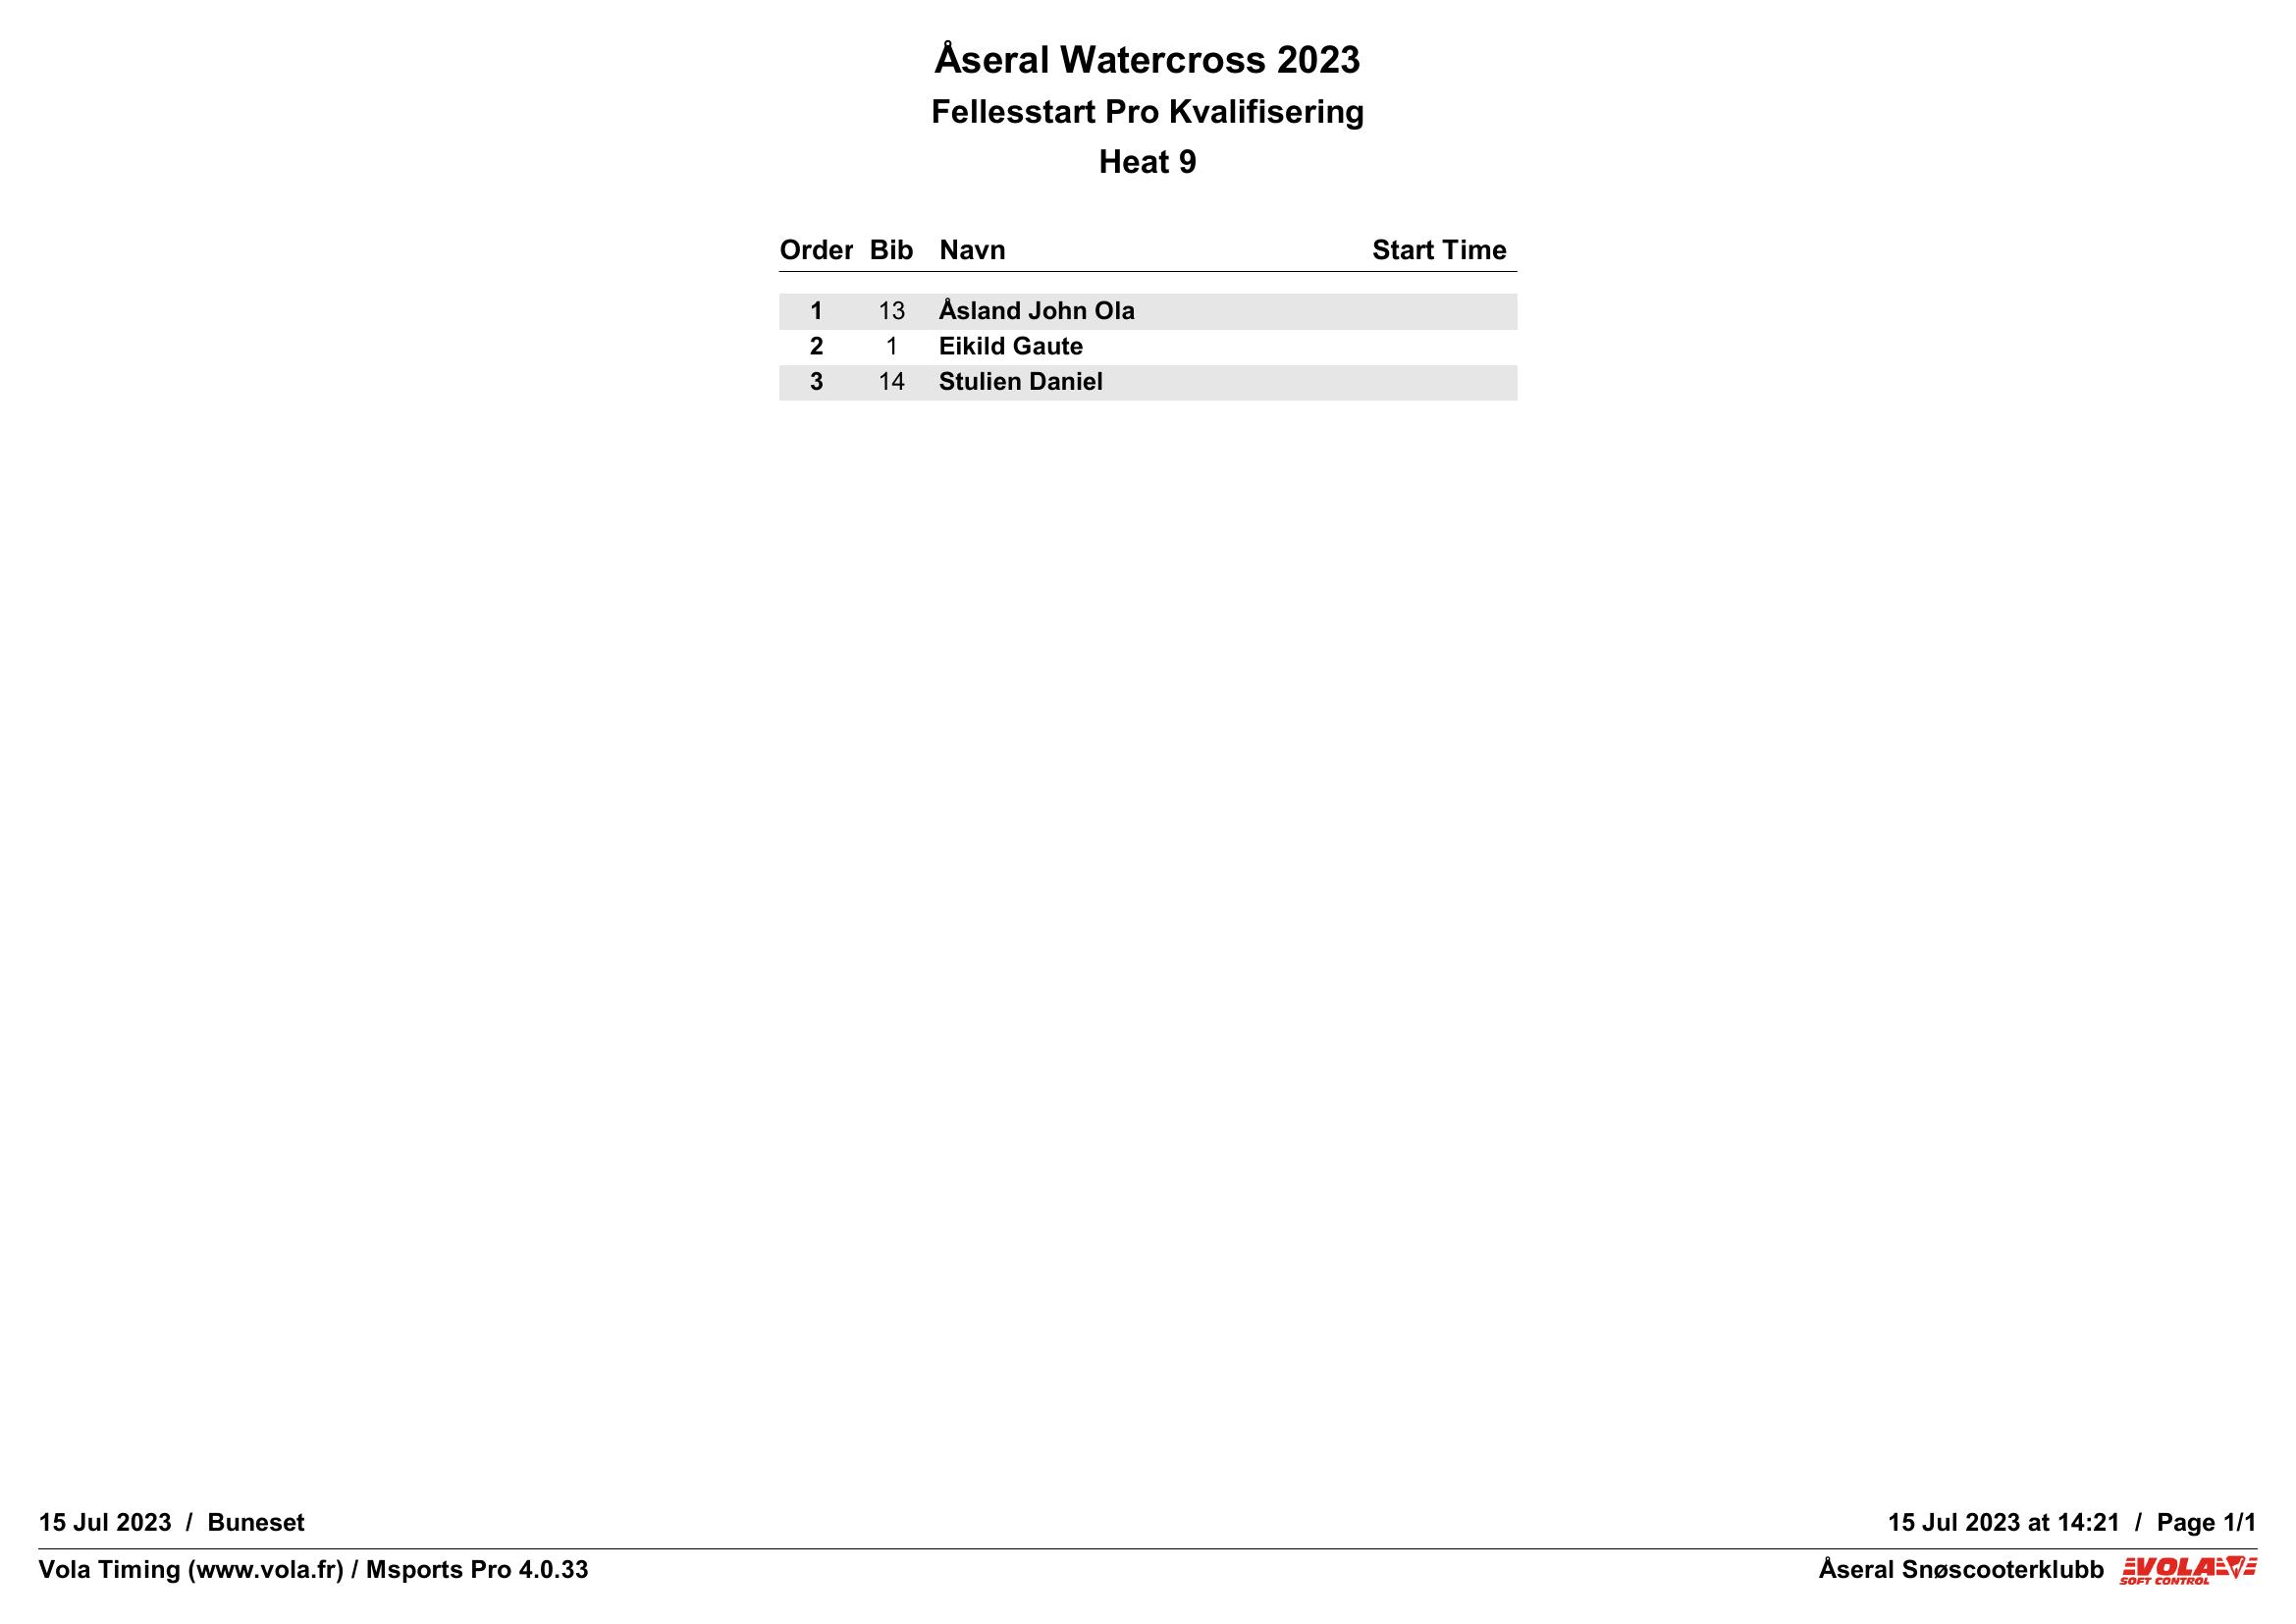 Åseral Watercross 2023
Fellesstart Pro Kvalifisering
Heat 9
Order Bib Navn Start Time
1 13 Åsland John Ola
2 1 Eikild Gaute
3 14 Stulien Daniel
15 Jul 2023 / Buneset 15 Jul 2023 at 14:21 / Page 1/1
Vola Timing (www.vola.fr) / Msports Pro 4.0.33 Åseral Snøscooterklubb VOLA
SOFT CONTROL